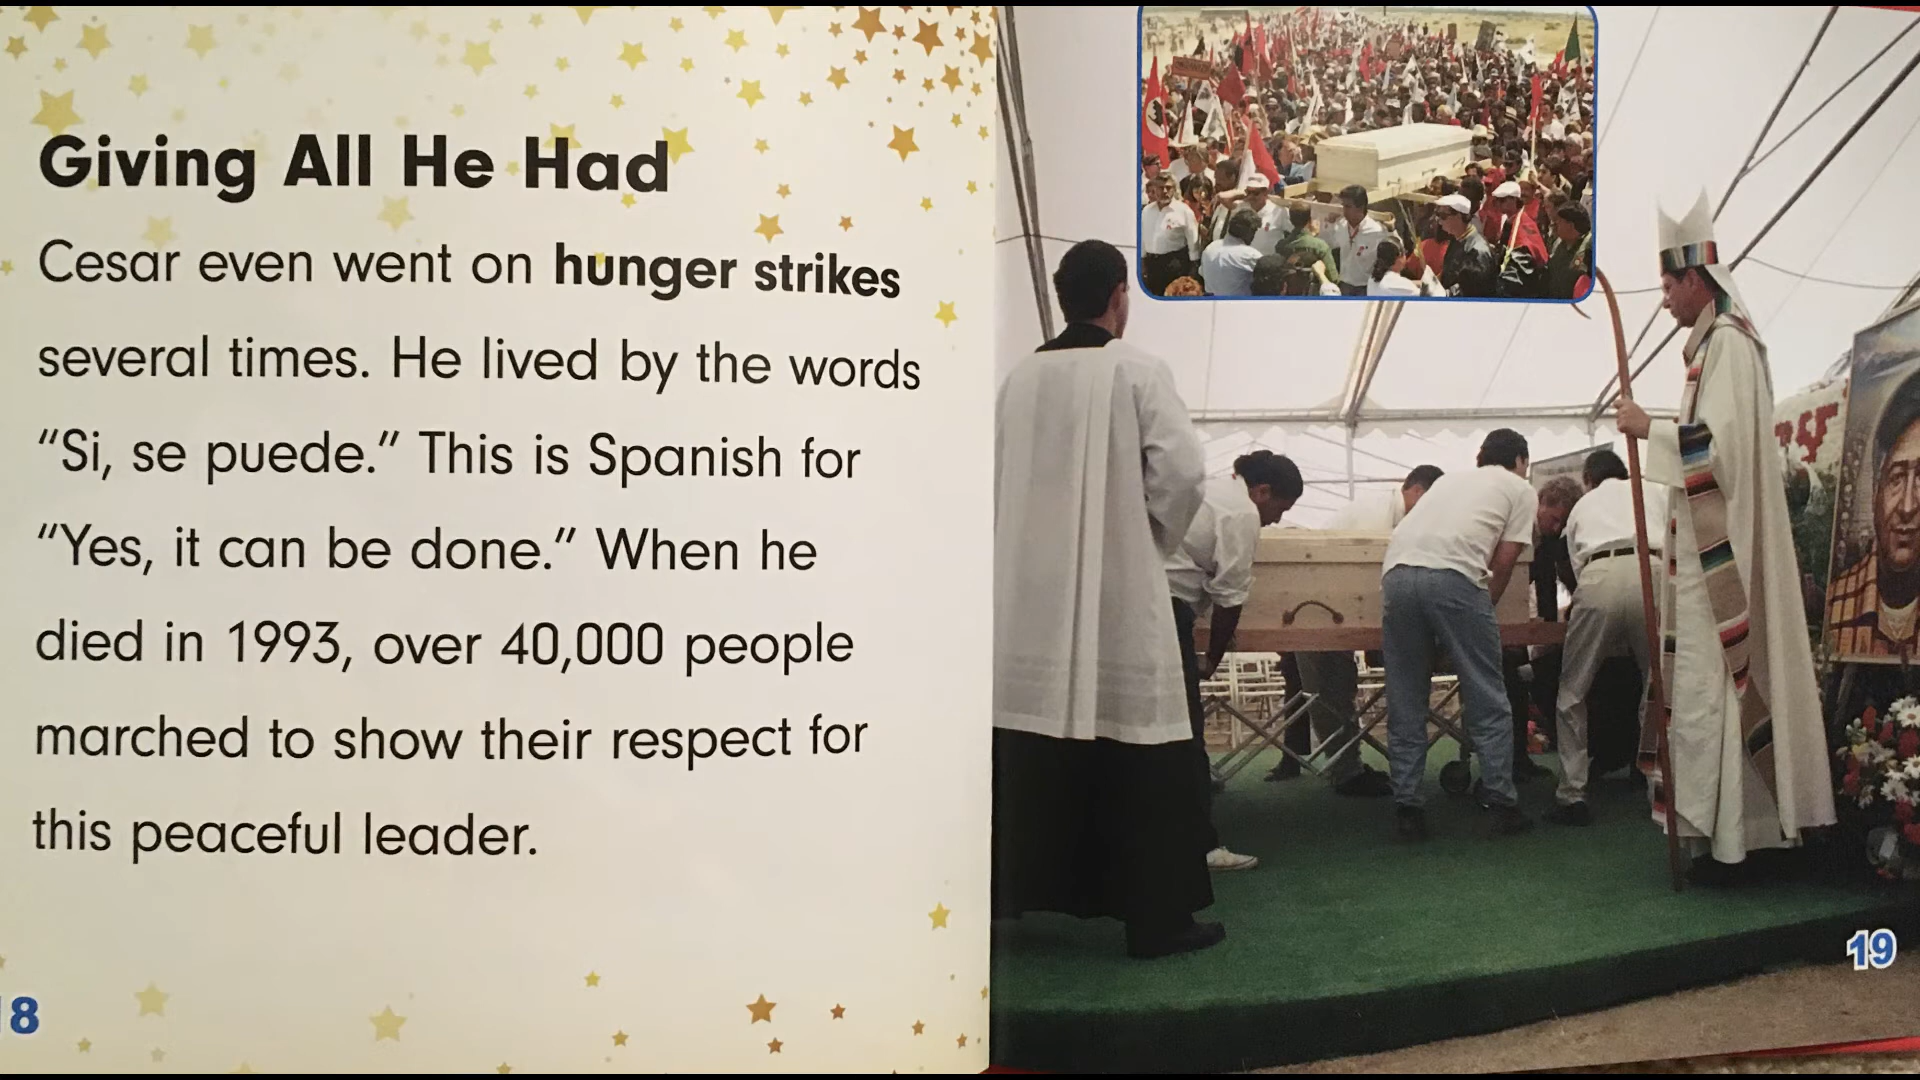 Giving All He Had
Cesar even went on hunger strikes
several times. He lived by the words
“Si, se puede.” This is Spanish for
“Yes, it can be done.” When he
died in 1993, over 40,000 people
marched to show their respect for
this peaceful leader.
18
19